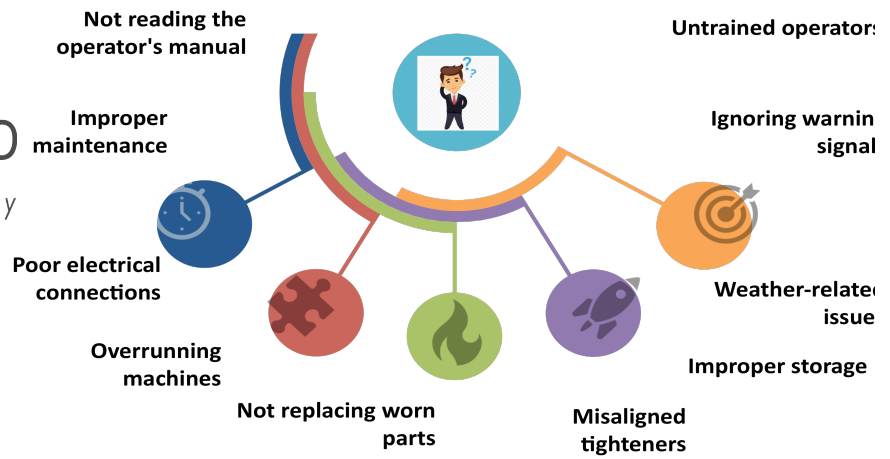 Not reading the
operator's manual
Untrained operators
Improper
maintenance
Ignoring warnin
signal
y
Poor electrical
connections
Weather-related
issue
Overrunning
machines
Improper storage
Not replacing worn
parts
Misaligned
tighteners